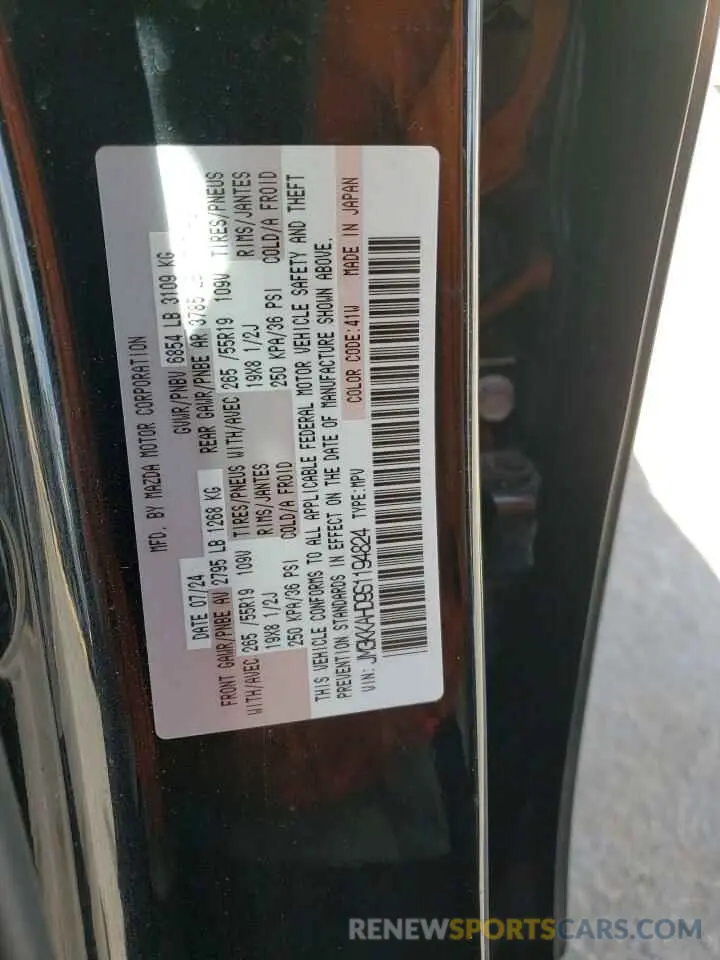 MFD. BY MAZDA MOTOR CORPORATION
DATE 07/24 GVWR/PNBV 6854 LB 3109 KG
FRONT GAWR/PNBE AV 2795 LB 1268 KG REAR GAWR/PNBE AR 3785 LB
WITH/AVEC 265 /55R19 109V TIRES/PNEUS WITH/AVEC 265 /55R19 109V TIRES/PNEUS
19X8 1/2J RIMS/JANTES 19X8 1/2J RIMS/JANTES
250 KPA/36 PSI COLD/A FROID 250 KPA/36 PSI COLD/A FROID
THIS VEHICLE CONFORMS TO ALL APPLICABLE FEDERAL MOTOR VEHICLE SAFETY AND THEFT
PREVENTION STANDARDS IN EFFECT ON THE DATE OF MANUFACTURE SHOWN ABOVE.
VIN: JM3KKAHD9S1194824 TYPE:MPV COLOR CODE:41W MADE IN JAPAN
RENEWSPORTSCARS.COM